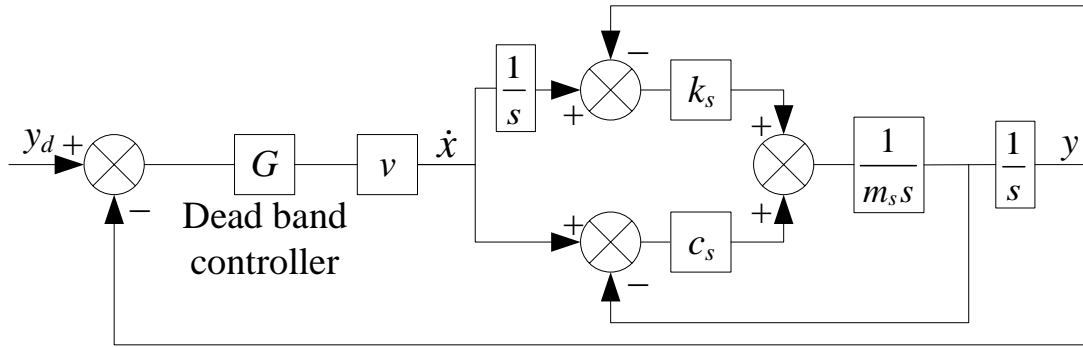 y_d
+
−
G
Dead band
controller
v
ẋ
1
s
+
−
k_s
+
−
c_s
+
+
1
m_s s
1
s
y